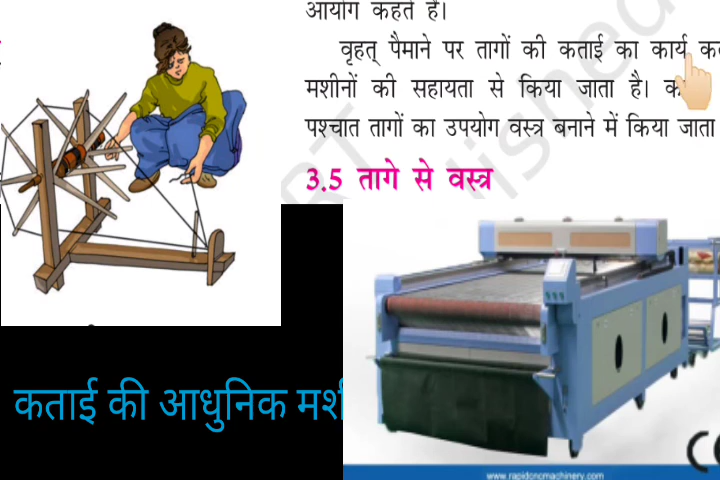 आयोग कहते हैं।
वृहत् पैमाने पर तागों की कताई का कार्य
मशीनों की सहायता से किया जाता है।
पश्चात तागों का उपयोग वस्त्र बनाने में किया जाता
3.5 तागे से वस्त्र
कताई की आधुनिक
www.rapidcncmachinery.com